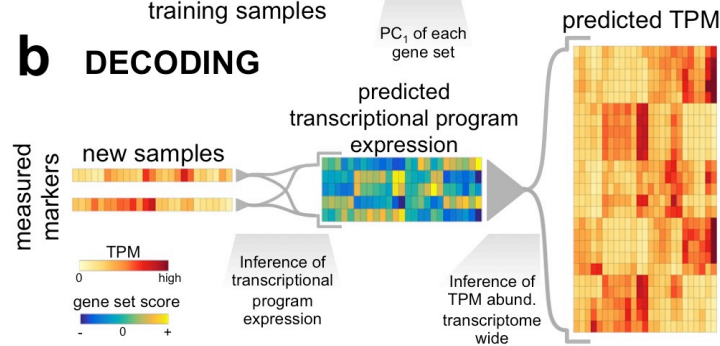 training samples
PC1 of each
gene set
predicted TPM
b DECODING
predicted
transcriptional program
expression
new samples
measured
markers
TPM
0 high
gene set score
- 0 +
Inference of
transcriptional
program
expression
Inference of
TPM abund.
transcriptome
wide